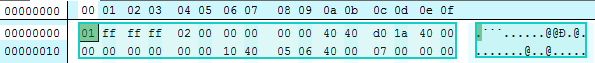 00000000 00 01 02 03 04 05 06 07 08 09 0a 0b 0c 0d 0e 0f
00000000 01 ff ff ff 02 00 00 00 00 00 40 40 d0 1a 40 00 .˙˙˙......@@Đ.@.
00000010 00 00 00 00 00 00 10 40 05 06 40 00 07 00 00 00 .......@..@.....